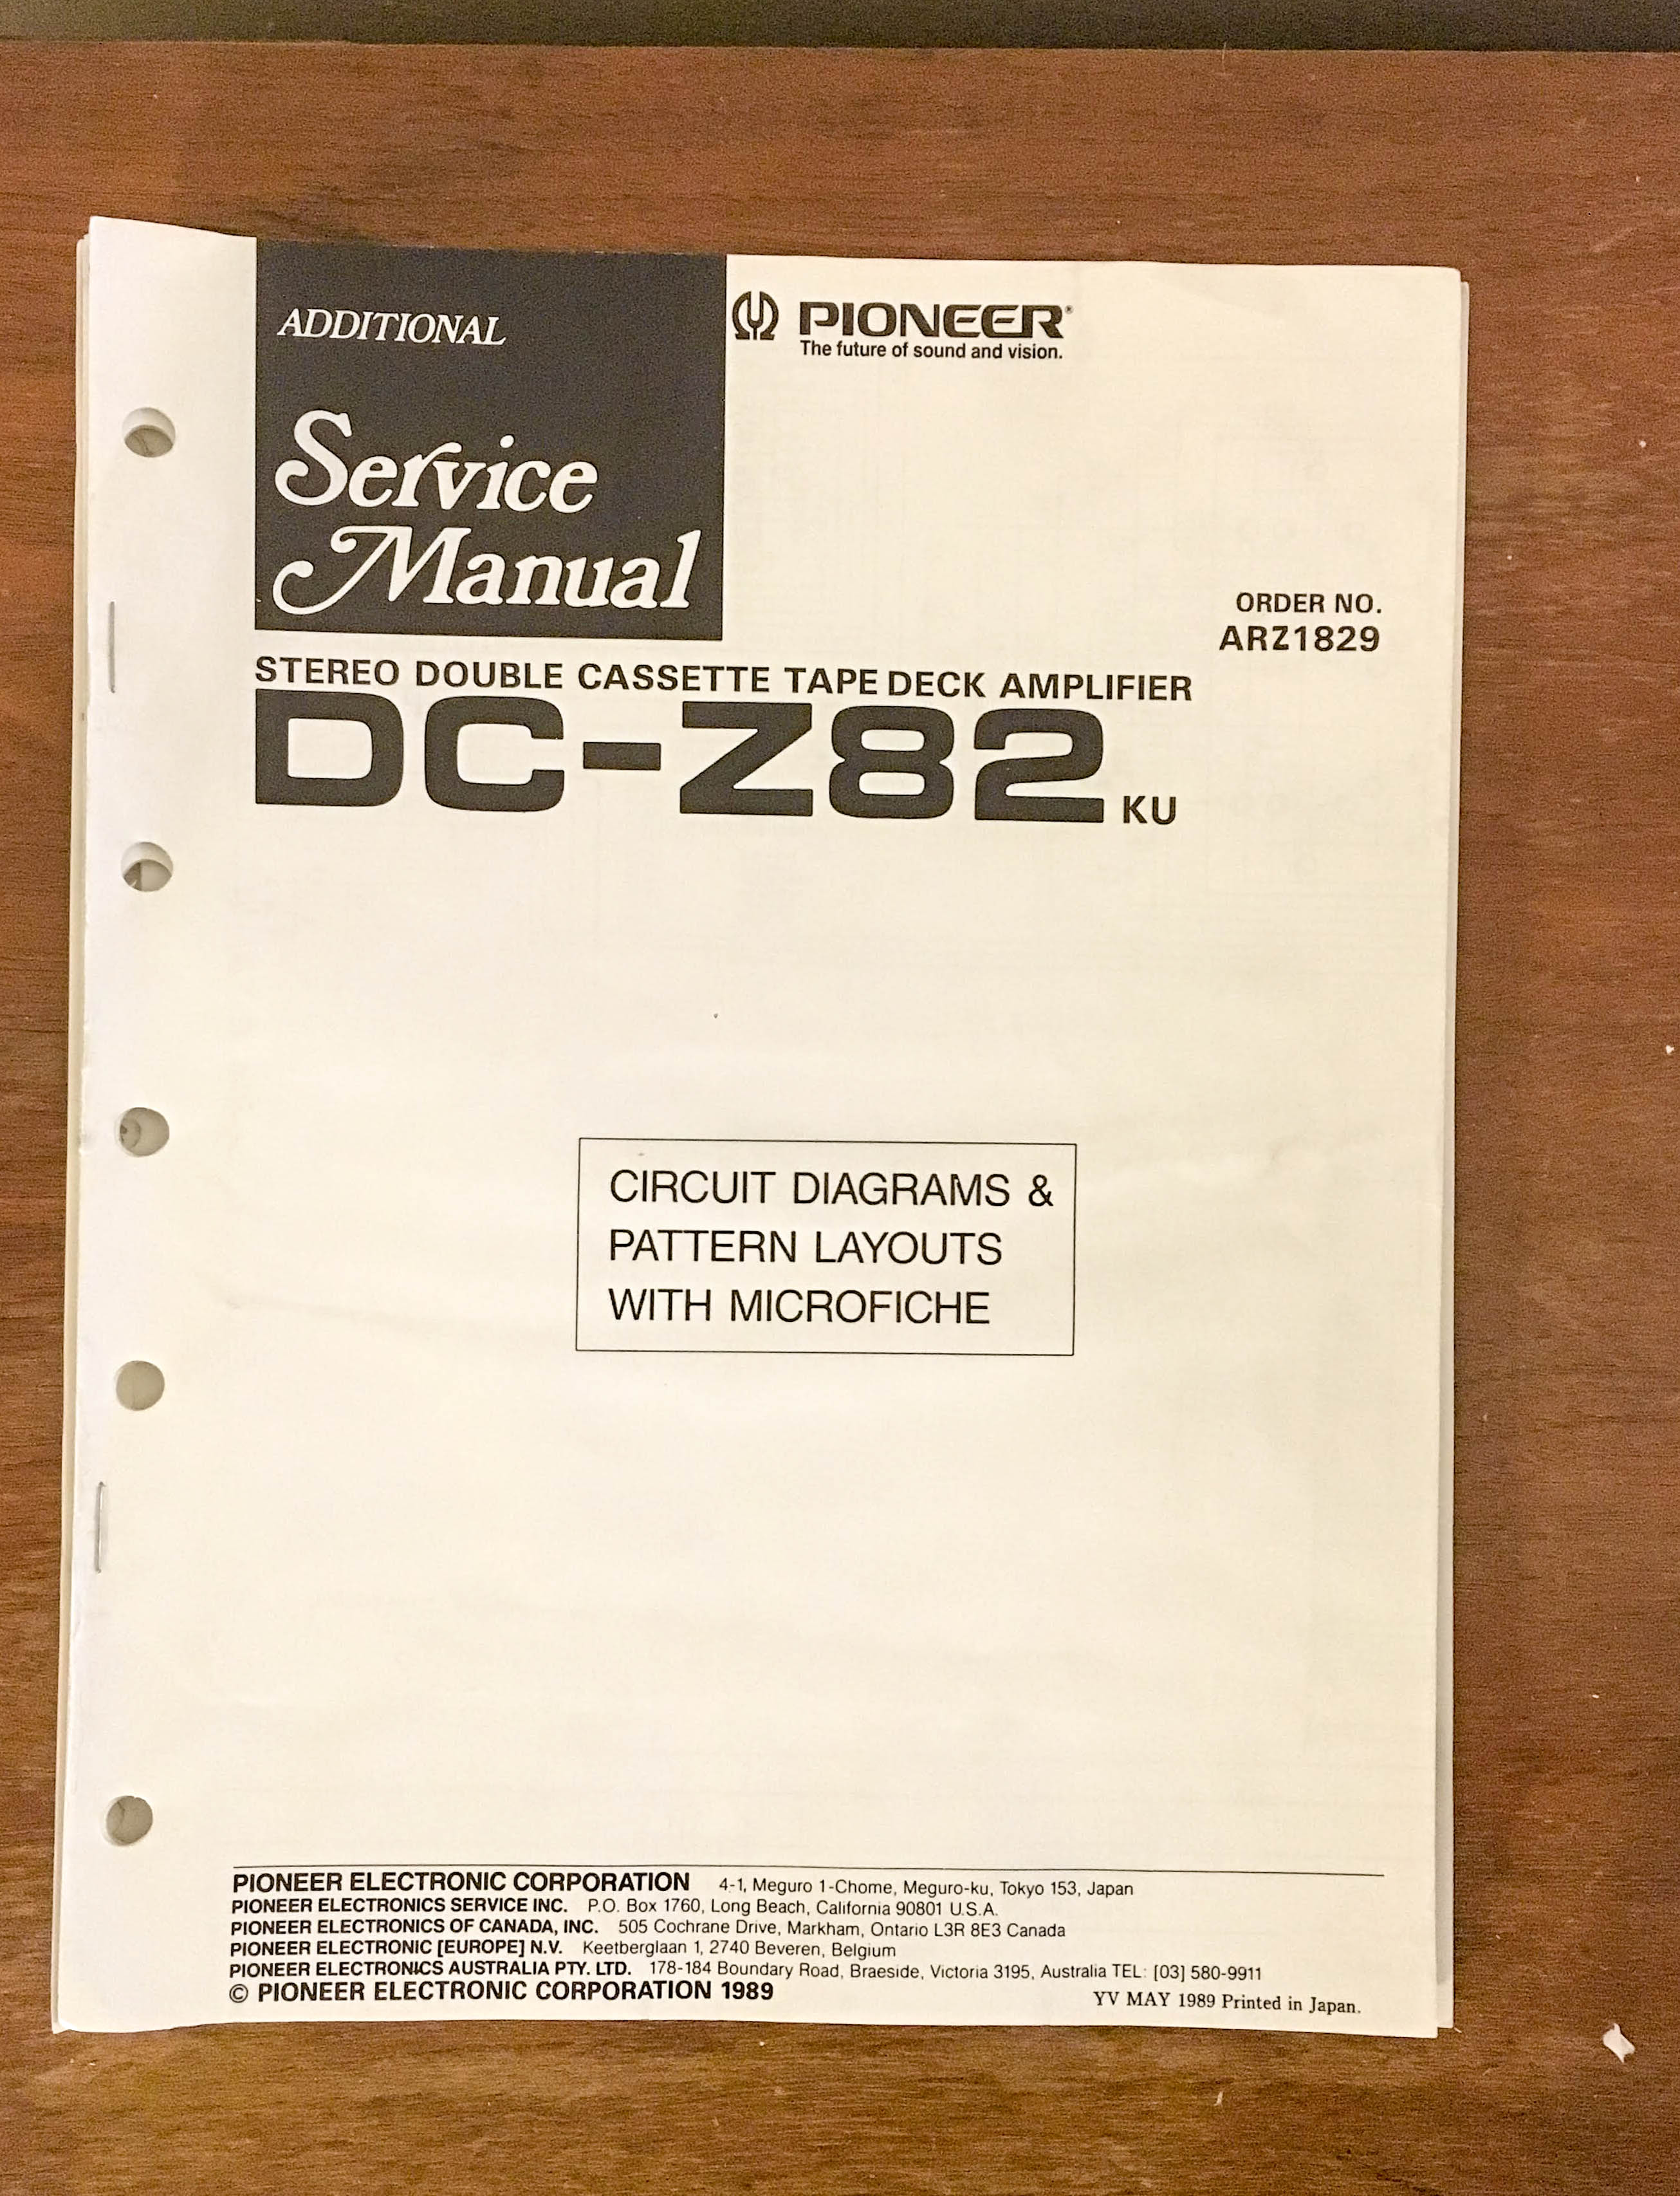 ADDITIONAL
Service
Manual
PIONEER®
The future of sound and vision.
ORDER NO.
ARZ1829
STEREO DOUBLE CASSETTE TAPE DECK AMPLIFIER
DC-Z82 KU
CIRCUIT DIAGRAMS &
PATTERN LAYOUTS
WITH MICROFICHE
PIONEER ELECTRONIC CORPORATION 4-1, Meguro 1-Chome, Meguro-ku, Tokyo 153, Japan
PIONEER ELECTRONICS SERVICE INC. P.O. Box 1760, Long Beach, California 90801 U.S.A.
PIONEER ELECTRONICS OF CANADA, INC. 505 Cochrane Drive, Markham, Ontario L3R 8E3 Canada
PIONEER ELECTRONIC [EUROPE] N.V. Keetberglaan 1, 2740 Beveren, Belgium
PIONEER ELECTRONICS AUSTRALIA PTY. LTD. 178-184 Boundary Road, Braeside, Victoria 3195, Australia TEL: [03] 580-9911
© PIONEER ELECTRONIC CORPORATION 1989
YV MAY 1989 Printed in Japan.